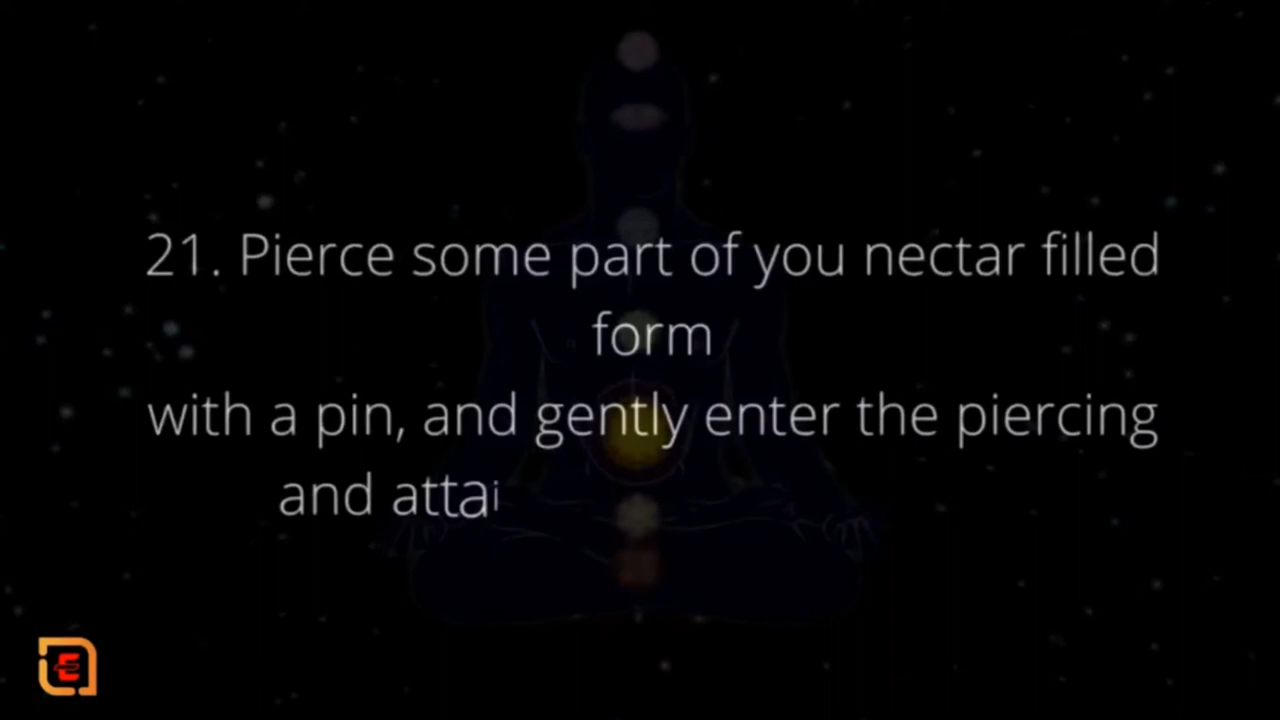 21. Pierce some part of you nectar filled
form
with a pin, and gently enter the piercing
and attai
E